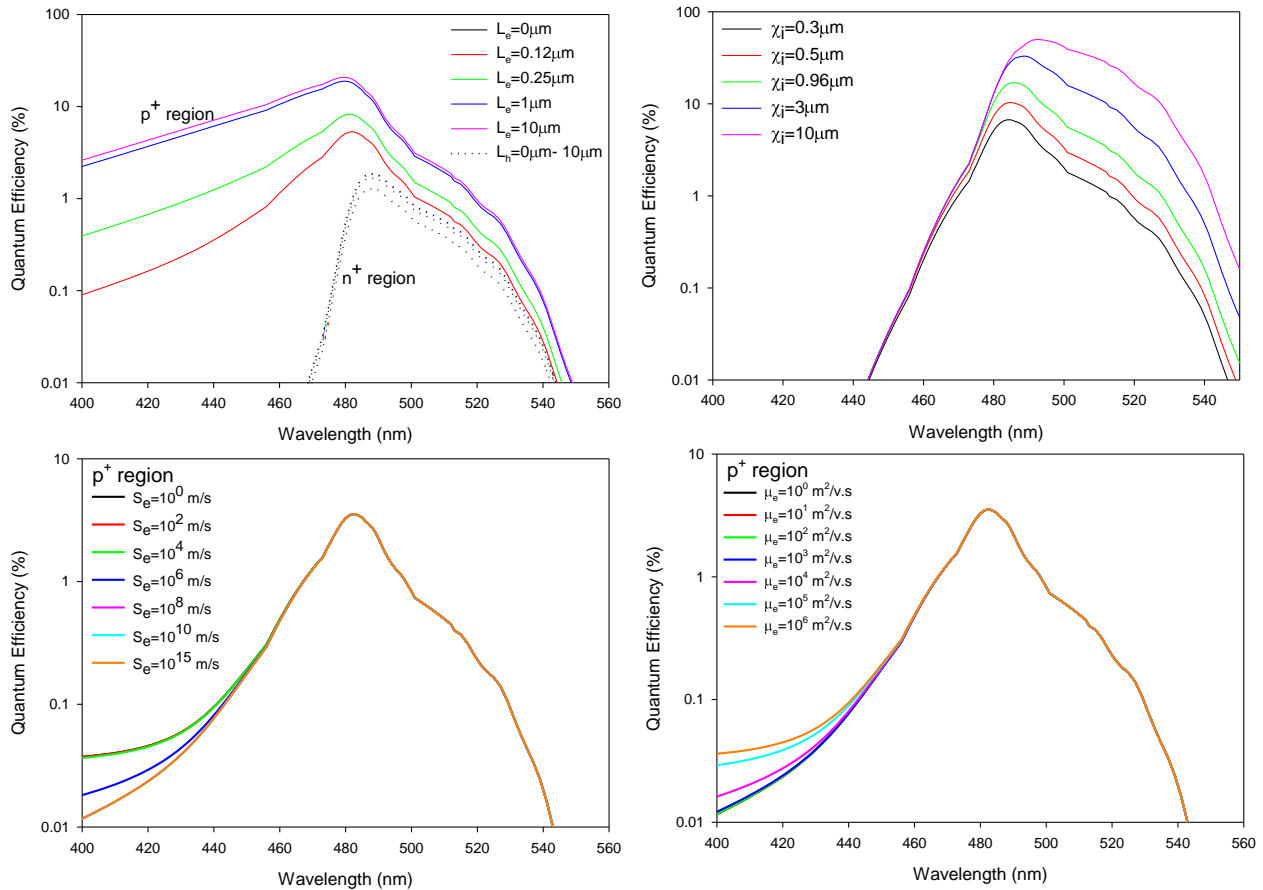 100
10
1
0.1
0.01
Quantum Efficiency (%)
400 420 440 460 480 500 520 540 560
Wavelength (nm)
p+ region
n+ region
Le=0μm
Le=0.12μm
Le=0.25μm
Le=1μm
Le=10μm
Lh=0μm- 10μm
100
10
1
0.1
0.01
Quantum Efficiency (%)
400 420 440 460 480 500 520 540
Wavelength (nm)
χi=0.3μm
χi=0.5μm
χi=0.96μm
χi=3μm
χi=10μm
10
1
0.1
0.01
Quantum Efficiency (%)
400 420 440 460 480 500 520 540 560
Wavelength (nm)
p+ region
Se=10^0 m/s
Se=10^2 m/s
Se=10^4 m/s
Se=10^6 m/s
Se=10^8 m/s
Se=10^10 m/s
Se=10^15 m/s
10
1
0.1
0.01
Quantum Efficiency (%)
400 420 440 460 480 500 520 540 560
Wavelength (nm)
p+ region
μe=10^0 m^2/v.s
μe=10^1 m^2/v.s
μe=10^2 m^2/v.s
μe=10^3 m^2/v.s
μe=10^4 m^2/v.s
μe=10^5 m^2/v.s
μe=10^6 m^2/v.s